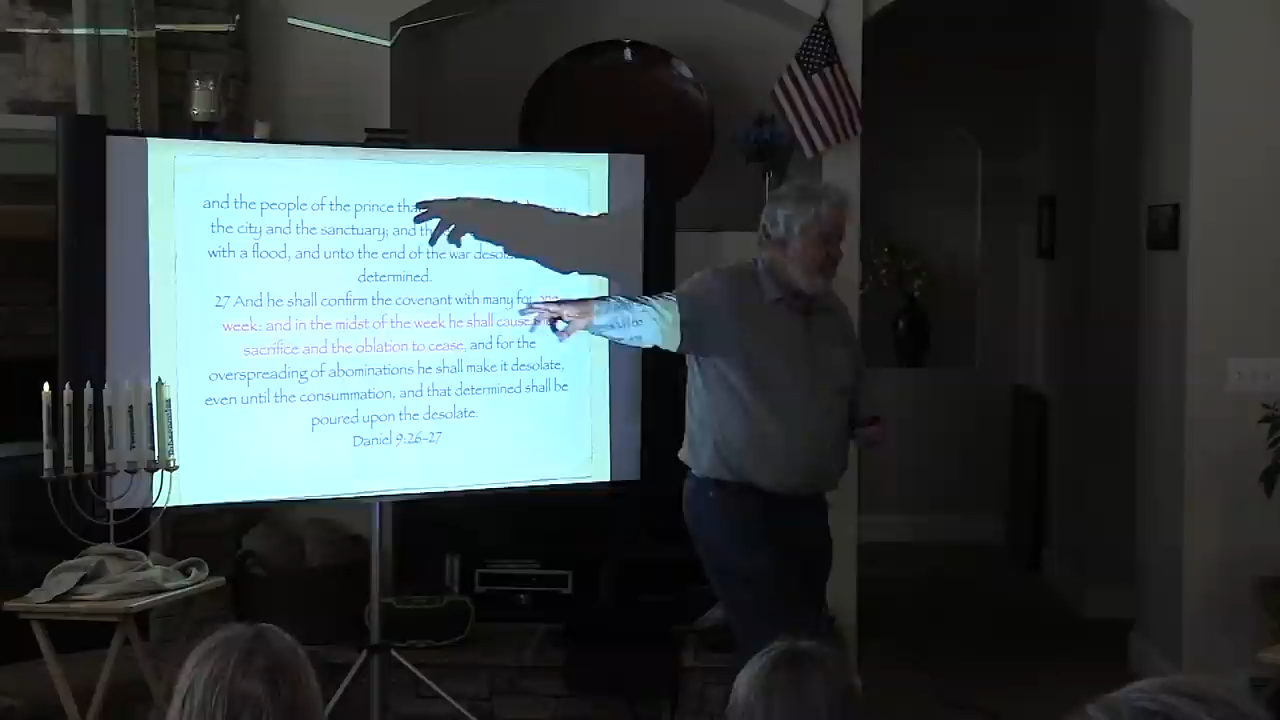 and the people of the prince tha
the city and the sanctuary; and th
with a flood, and unto the end of the war desol
determined.
27 And he shall confirm the covenant with many for one
week: and in the midst of the week he shall cause
sacrifice and the oblation to cease, and for the
overspreading of abominations he shall make it desolate,
even until the consummation, and that determined shall be
poured upon the desolate.
Daniel 9:26-27